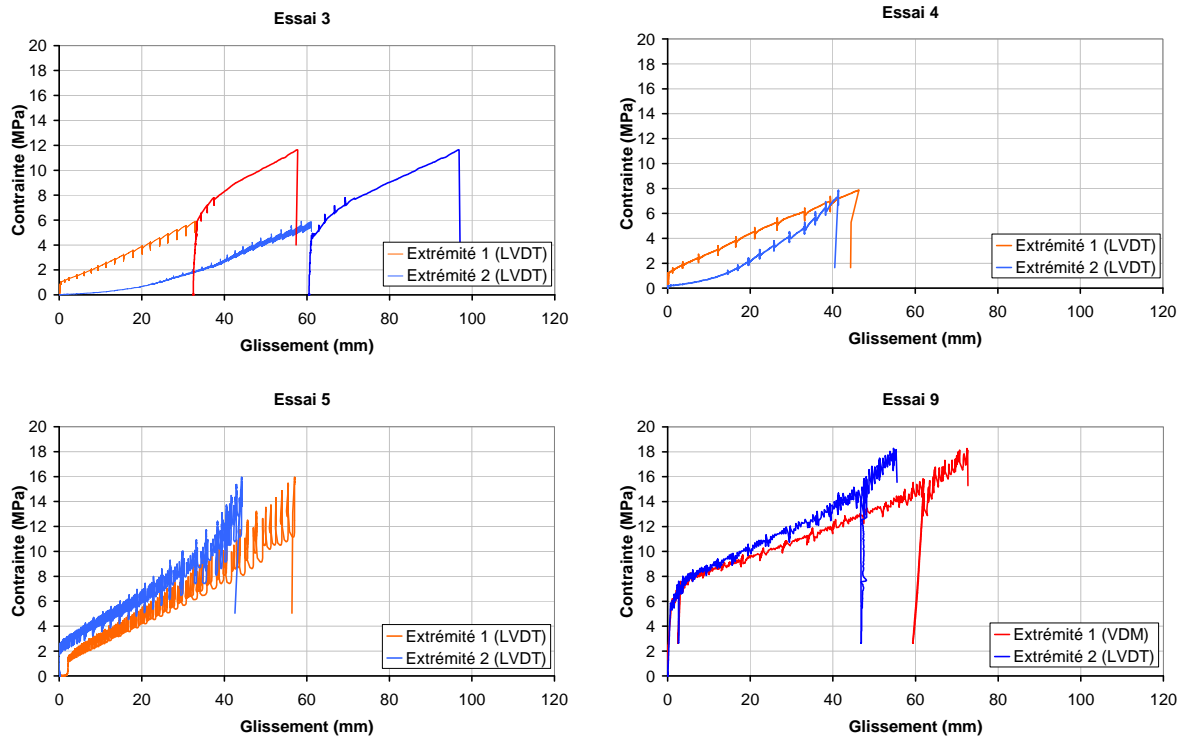 Essai 3
20
18
16
14
12
10
8
6
4
2
0
Contrainte (MPa)
0 20 40 60 80 100 120
Glissement (mm)
Extrémité 1 (LVDT)
Extrémité 2 (LVDT)
Essai 4
20
18
16
14
12
10
8
6
4
2
0
Contrainte (MPa)
0 20 40 60 80 100 120
Glissement (mm)
Extrémité 1 (LVDT)
Extrémité 2 (LVDT)
Essai 5
20
18
16
14
12
10
8
6
4
2
0
Contrainte (MPa)
0 20 40 60 80 100 120
Glissement (mm)
Extrémité 1 (LVDT)
Extrémité 2 (LVDT)
Essai 9
20
18
16
14
12
10
8
6
4
2
0
Contrainte (MPa)
0 20 40 60 80 100 120
Glissement (mm)
Extrémité 1 (VDM)
Extrémité 2 (LVDT)